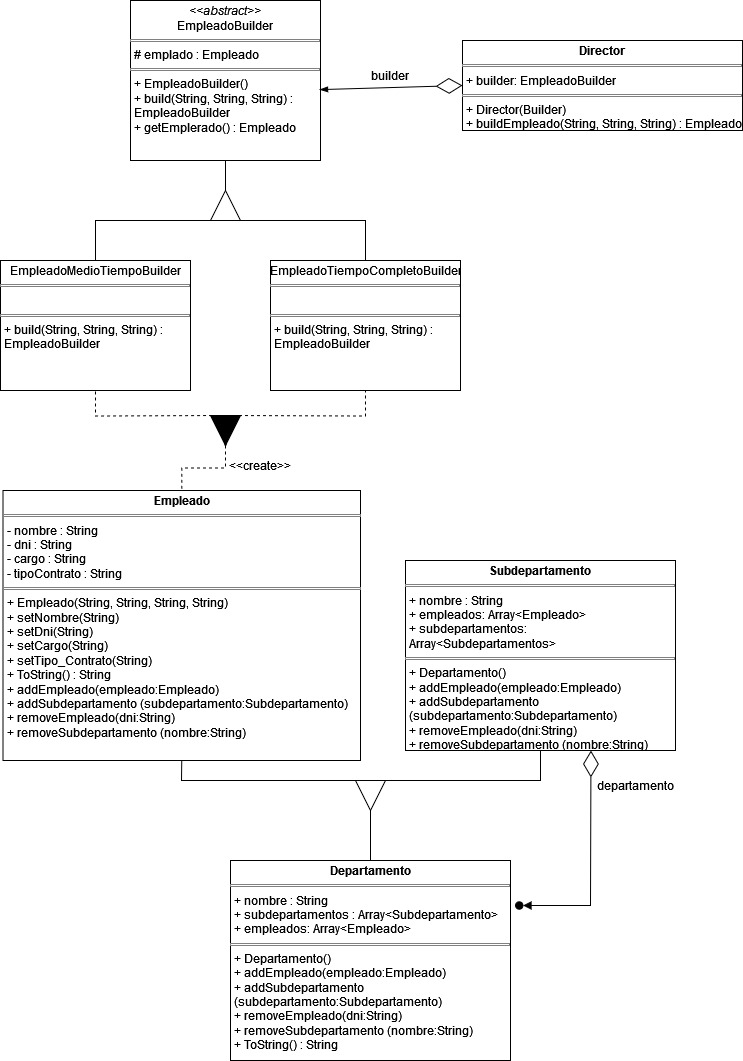 <<abstract>>
EmpleadoBuilder
# emplado : Empleado
+ EmpleadoBuilder()
+ build(String, String, String) :
EmpleadoBuilder
+ getEmplerado() : Empleado
builder
Director
+ builder: EmpleadoBuilder
+ Director(Builder)
+ buildEmpleado(String, String, String) : Empleado
EmpleadoMedioTiempoBuilder
+ build(String, String, String) :
EmpleadoBuilder
EmpleadoTiempoCompletoBuilder
+ build(String, String, String) :
EmpleadoBuilder
<<create>>
Empleado
- nombre : String
- dni : String
- cargo : String
- tipoContrato : String
+ Empleado(String, String, String, String)
+ setNombre(String)
+ setDni(String)
+ setCargo(String)
+ setTipo_Contrato(String)
+ ToString() : String
+ addEmpleado(empleado:Empleado)
+ addSubdepartamento (subdepartamento:Subdepartamento)
+ removeEmpleado(dni:String)
+ removeSubdepartamento (nombre:String)
Subdepartamento
+ nombre : String
+ empleados: Array<Empleado>
+ subdepartamentos:
Array<Subdepartamentos>
+ Departamento()
+ addEmpleado(empleado:Empleado)
+ addSubdepartamento
(subdepartamento:Subdepartamento)
+ removeEmpleado(dni:String)
+ removeSubdepartamento (nombre:String)
departamento
Departamento
+ nombre : String
+ subdepartamentos : Array<Subdepartamento>
+ empleados: Array<Empleado>
+ Departamento()
+ addEmpleado(empleado:Empleado)
+ addSubdepartamento
(subdepartamento:Subdepartamento)
+ removeEmpleado(dni:String)
+ removeSubdepartamento (nombre:String)
+ ToString() : String